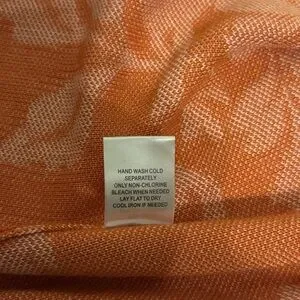 HAND WASH COLD
SEPARATELY
ONLY NON-CHLORINE
BLEACH WHEN NEEDED
LAY FLAT TO DRY
COOL IRON IF NEEDED